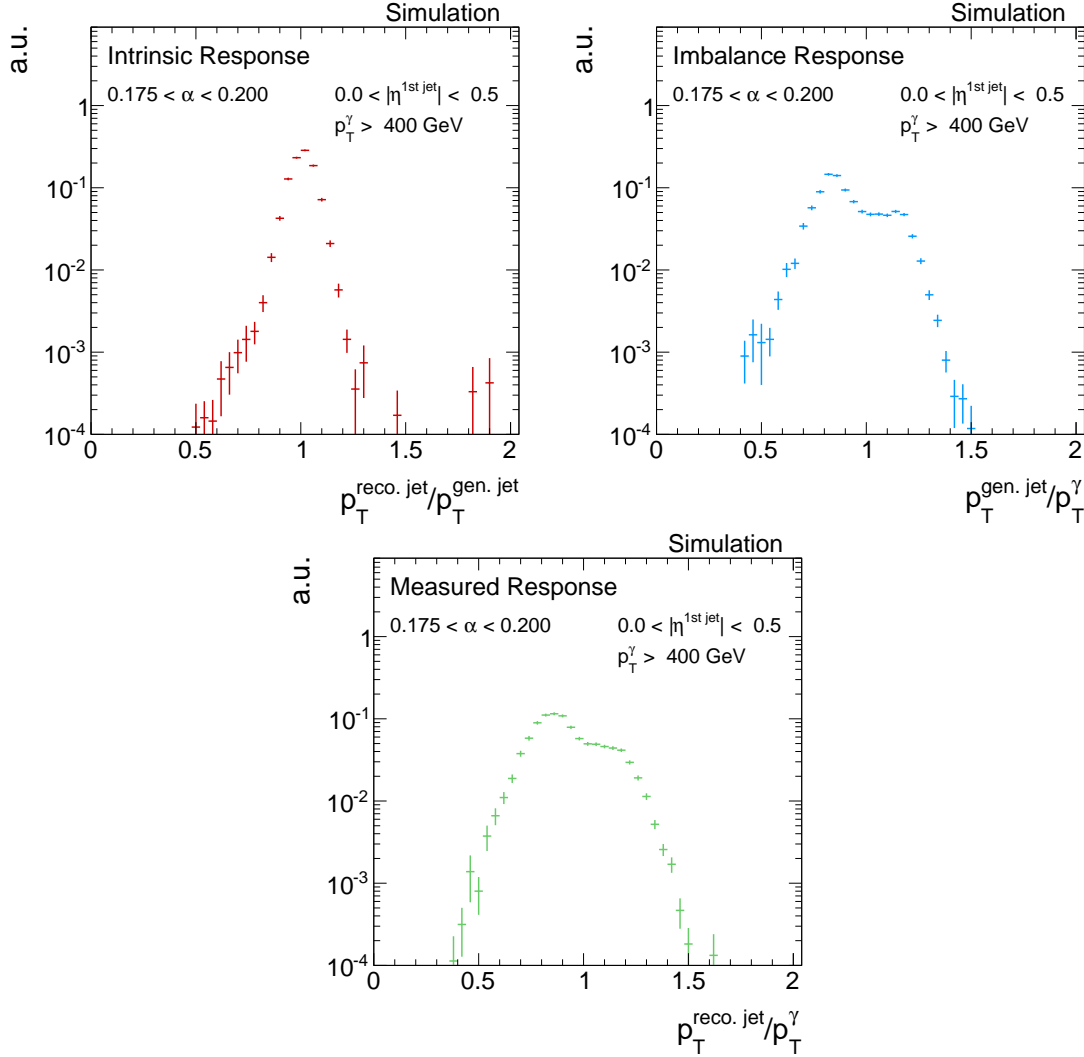 Simulation
a.u.
Intrinsic Response
0.175 < α < 0.200
0.0 < |η^{1st jet}| < 0.5
p_T^γ > 400 GeV
1
10^{-1}
10^{-2}
10^{-3}
10^{-4}
0 0.5 1 1.5 2
p_T^{reco. jet}/p_T^{gen. jet}
Simulation
a.u.
Imbalance Response
0.175 < α < 0.200
0.0 < |η^{1st jet}| < 0.5
p_T^γ > 400 GeV
1
10^{-1}
10^{-2}
10^{-3}
10^{-4}
0 0.5 1 1.5 2
p_T^{gen. jet}/p_T^γ
Simulation
a.u.
Measured Response
0.175 < α < 0.200
0.0 < |η^{1st jet}| < 0.5
p_T^γ > 400 GeV
1
10^{-1}
10^{-2}
10^{-3}
10^{-4}
0 0.5 1 1.5 2
p_T^{reco. jet}/p_T^γ